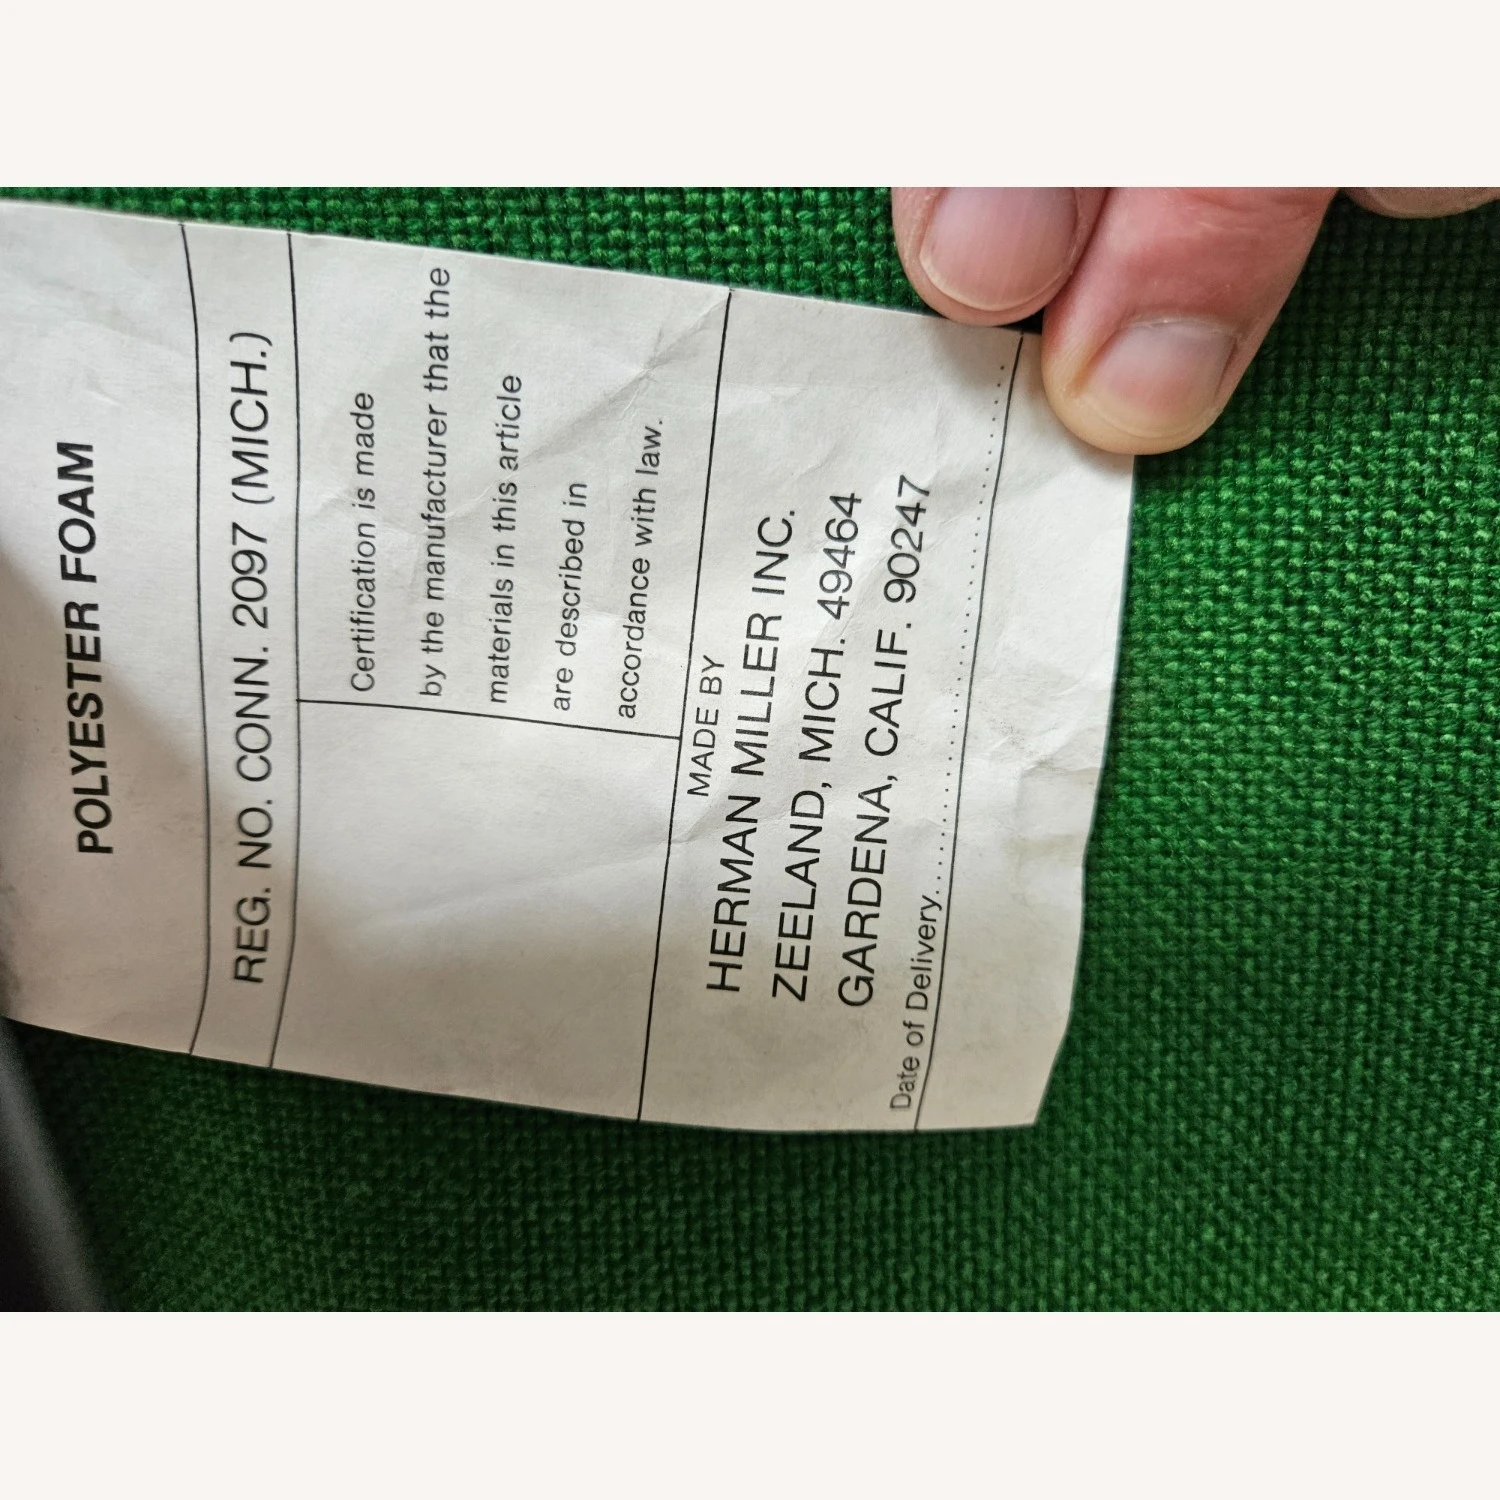 POLYESTER FOAM
REG. NO. CONN. 2097 (MICH.)
Certification is made
by the manufacturer that the
materials in this article
are described in
accordance with law.
MADE BY
HERMAN MILLER INC.
ZEELAND, MICH. 49464
GARDENA, CALIF. 90247
Date of Delivery.......................................................